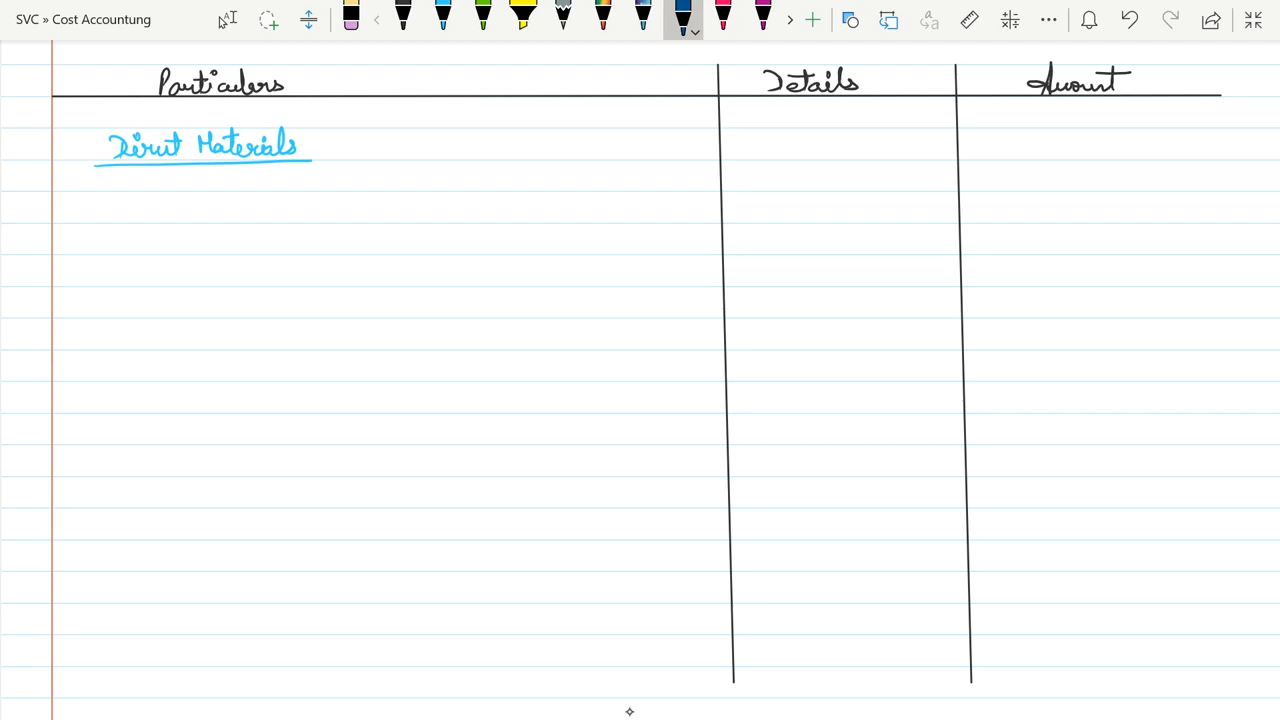 SVC » Cost Accountung
Particulars Details Amount
Direct Materials